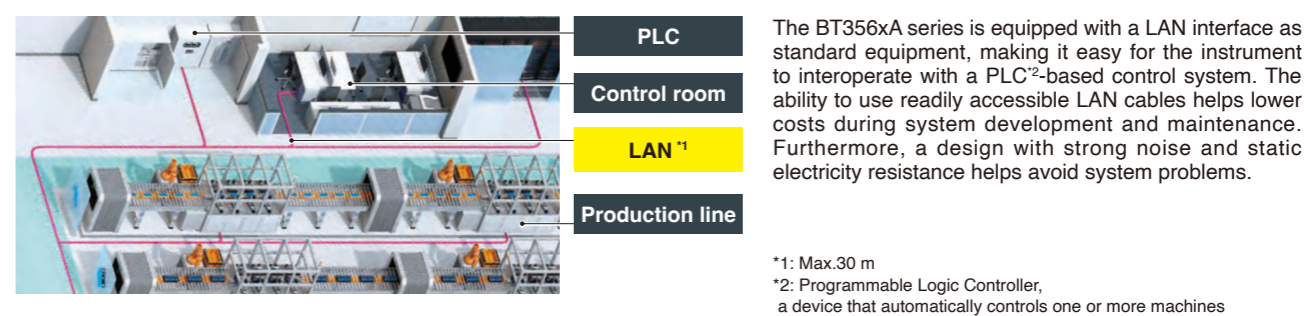 PLC
Control room
LAN *1
Production line
The BT356xA series is equipped with a LAN interface as
standard equipment, making it easy for the instrument
to interoperate with a PLC*2-based control system. The
ability to use readily accessible LAN cables helps lower
costs during system development and maintenance.
Furthermore, a design with strong noise and static
electricity resistance helps avoid system problems.
*1: Max.30 m
*2: Programmable Logic Controller,
a device that automatically controls one or more machines